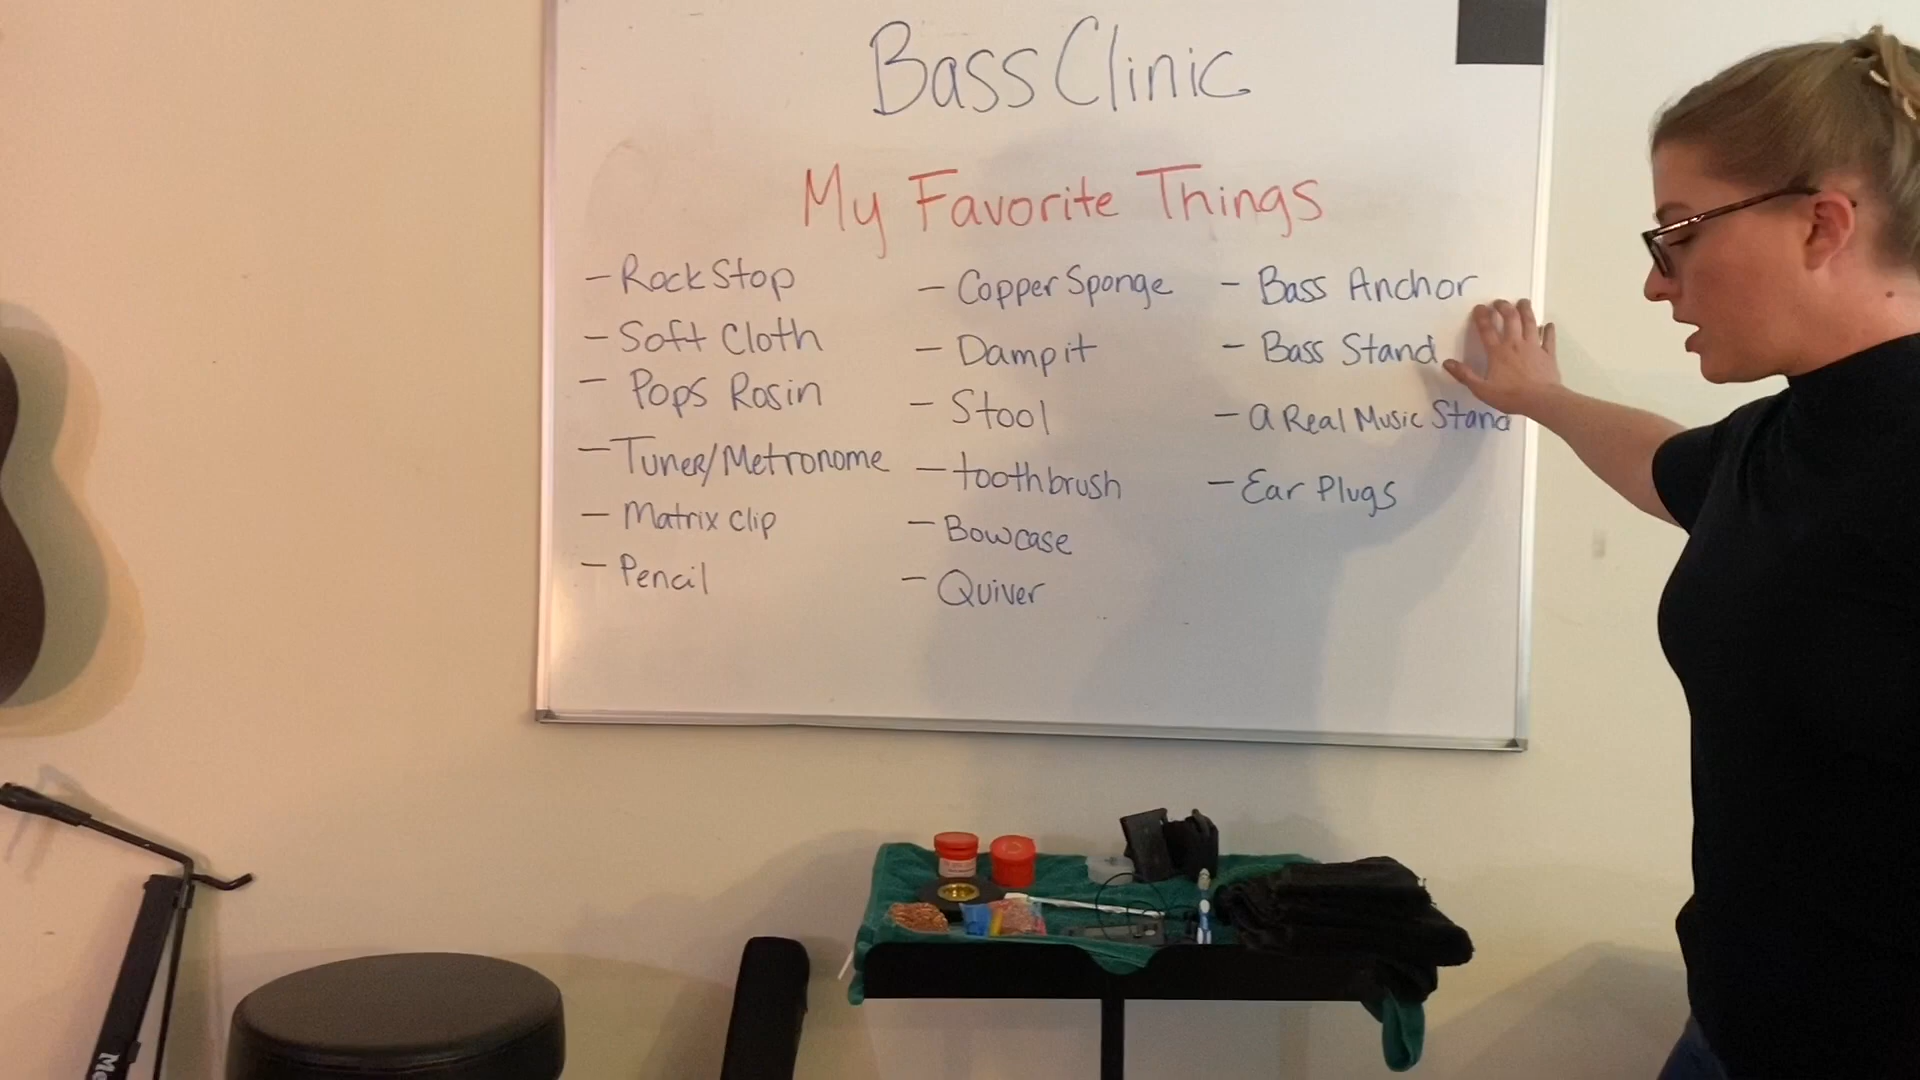 Bass Clinic
My Favorite Things
- Rock Stop
- Soft Cloth
- Pops Rosin
- Tuner/Metronome
- Matrix clip
- Pencil
- Copper Sponge
- Dampit
- Stool
- toothbrush
- Bowcase
- Quiver
- Bass Anchor
- Bass Stand
- a Real Music Stand
- Ear Plugs